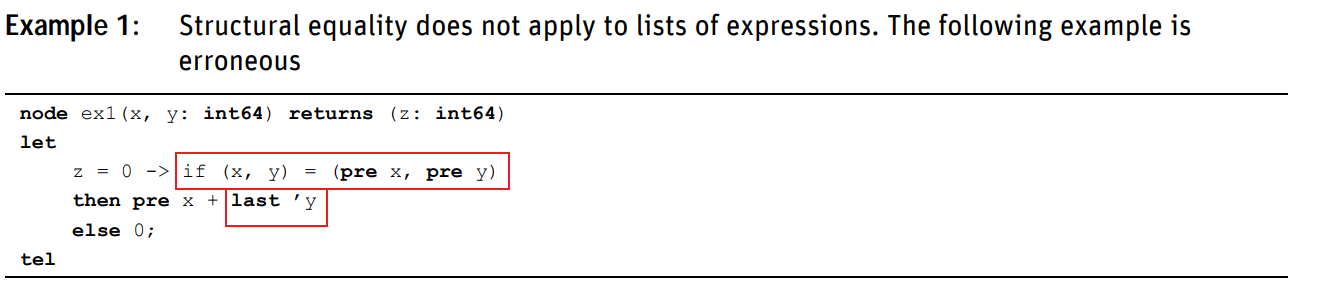 Example 1: Structural equality does not apply to lists of expressions. The following example is
erroneous
node ex1(x, y: int64) returns (z: int64)
let
z = 0 -> if (x, y) = (pre x, pre y)
then pre x + last ’y
else 0;
tel